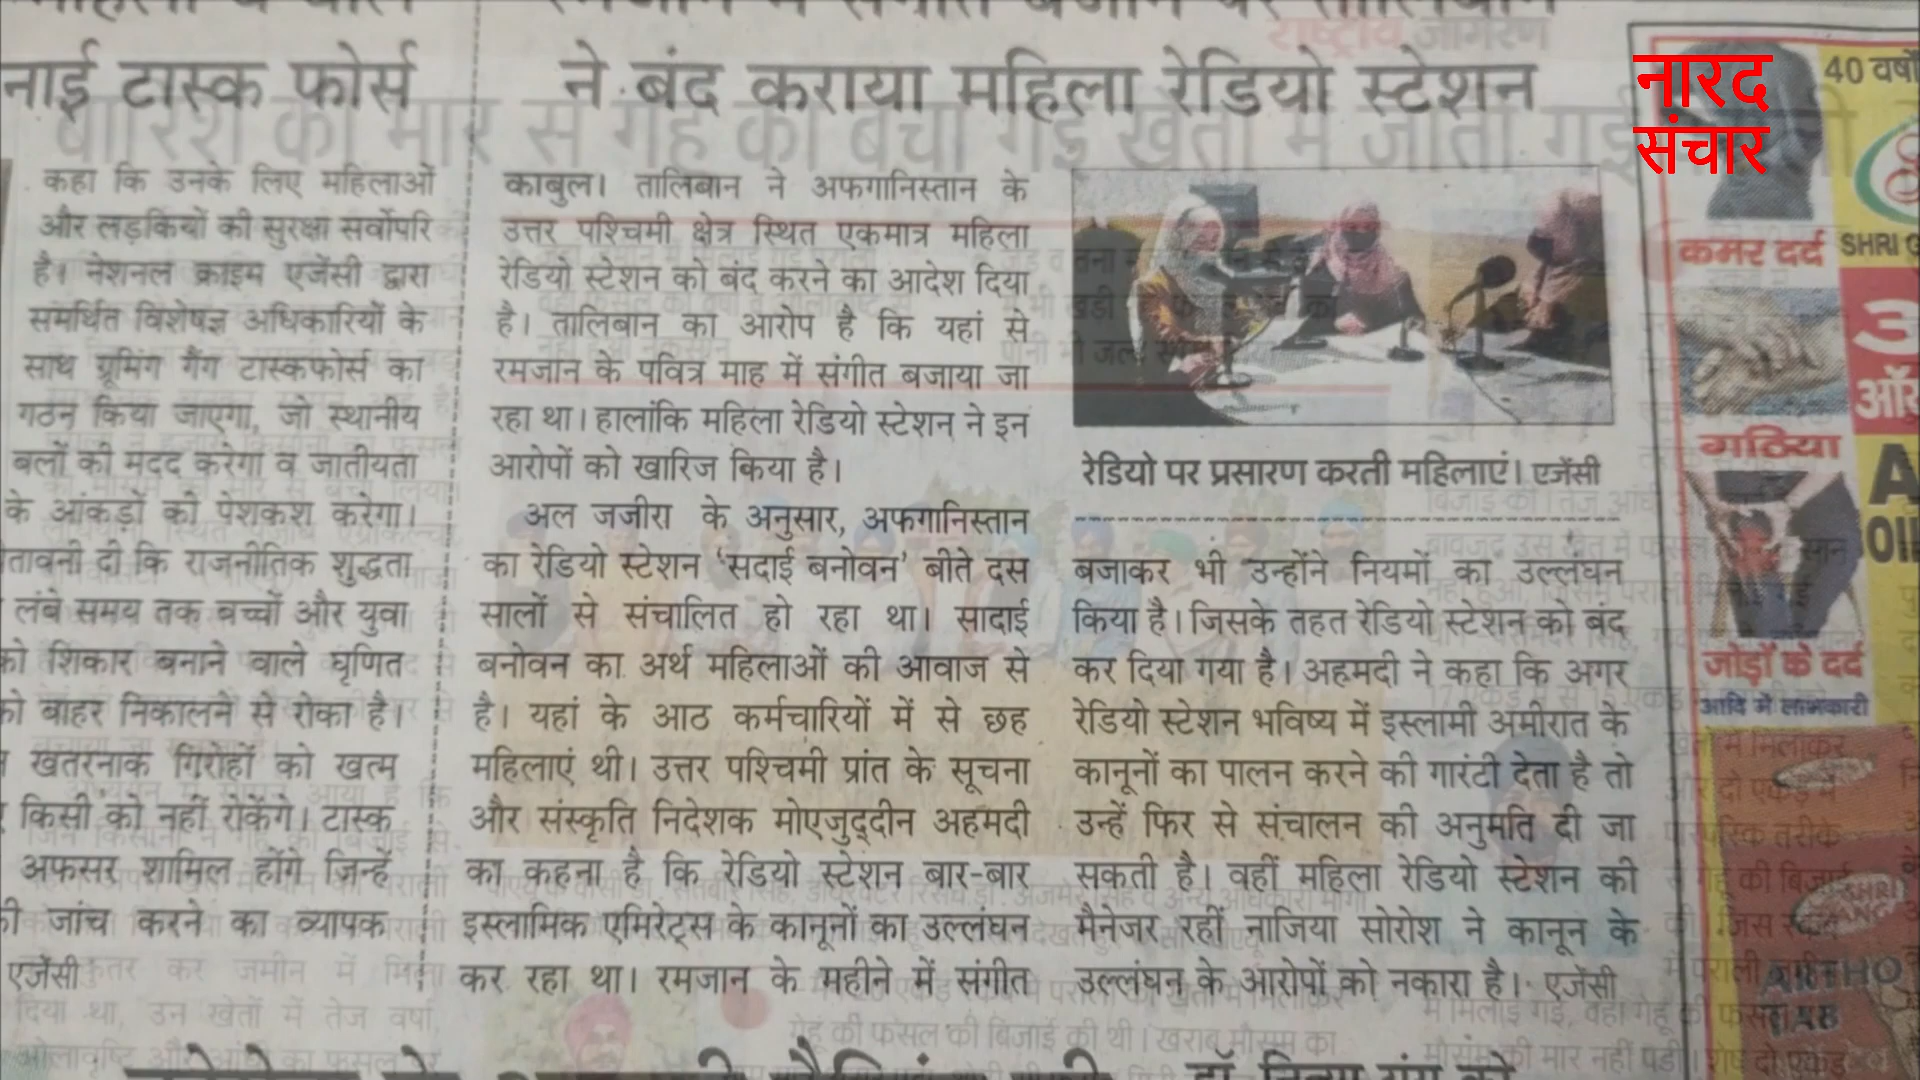 नाई टास्क फोर्स
कहा कि उनके लिए महिलाओं
और लड़कियों की सुरक्षा सर्वोपरि
है। नेशनल क्राइम एजेंसी द्वारा
समर्थित विशेषज्ञ अधिकारियों के
साथ ग्रूमिंग गैंग टास्कफोर्स का
गठन किया जाएगा, जो स्थानीय
बलों की मदद करेगा व जातीयता
के आंकड़ों को पेशकश करेगा।
तावनी दी कि राजनीतिक शुद्धता
लंबे समय तक बच्चों और युवा
को शिकार बनाने वाले घृणित
को बाहर निकालने से रोका है।
खतरनाक गिरोहों को खत्म
किसी को नहीं रोकेंगे। टास्क
अफसर शामिल होंगे जिन्हें
की जांच करने का व्यापक
एजेंसी
ने बंद कराया महिला रेडियो स्टेशन
काबुल। तालिबान ने अफगानिस्तान के
उत्तर पश्चिमी क्षेत्र स्थित एकमात्र महिला
रेडियो स्टेशन को बंद करने का आदेश दिया
है। तालिबान का आरोप है कि यहां से
रमजान के पवित्र माह में संगीत बजाया जा
रहा था। हालांकि महिला रेडियो स्टेशन ने इन
आरोपों को खारिज किया है।
अल जजीरा के अनुसार, अफगानिस्तान
का रेडियो स्टेशन ‘सदाई बनोवन’ बीते दस
सालों से संचालित हो रहा था। सादाई
बनोवन का अर्थ महिलाओं की आवाज से
है। यहां के आठ कर्मचारियों में से छह
महिलाएं थी। उत्तर पश्चिमी प्रांत के सूचना
और संस्कृति निदेशक मोएजुद्दीन अहमदी
का कहना है कि रेडियो स्टेशन बार-बार
इस्लामिक एमिरेट्स के कानूनों का उल्लंघन
कर रहा था। रमजान के महीने में संगीत
रेडियो पर प्रसारण करती महिलाएं। एजेंसी
बजाकर भी उन्होंने नियमों का उल्लंघन
किया है। जिसके तहत रेडियो स्टेशन को बंद
कर दिया गया है। अहमदी ने कहा कि अगर
रेडियो स्टेशन भविष्य में इस्लामी अमीरात के
कानूनों का पालन करने की गारंटी देता है तो
उन्हें फिर से संचालन की अनुमति दी जा
सकती है। वहीं महिला रेडियो स्टेशन की
मैनेजर रहीं नाजिया सोरोश ने कानून के
उल्लंघन के आरोपों को नकारा है। एजेंसी
नारद
संचार
40 वर्षों
कमर दर्द
SHRI G
गठिया
OIL
जोड़ों के दर्द
आदि में लाभकारी